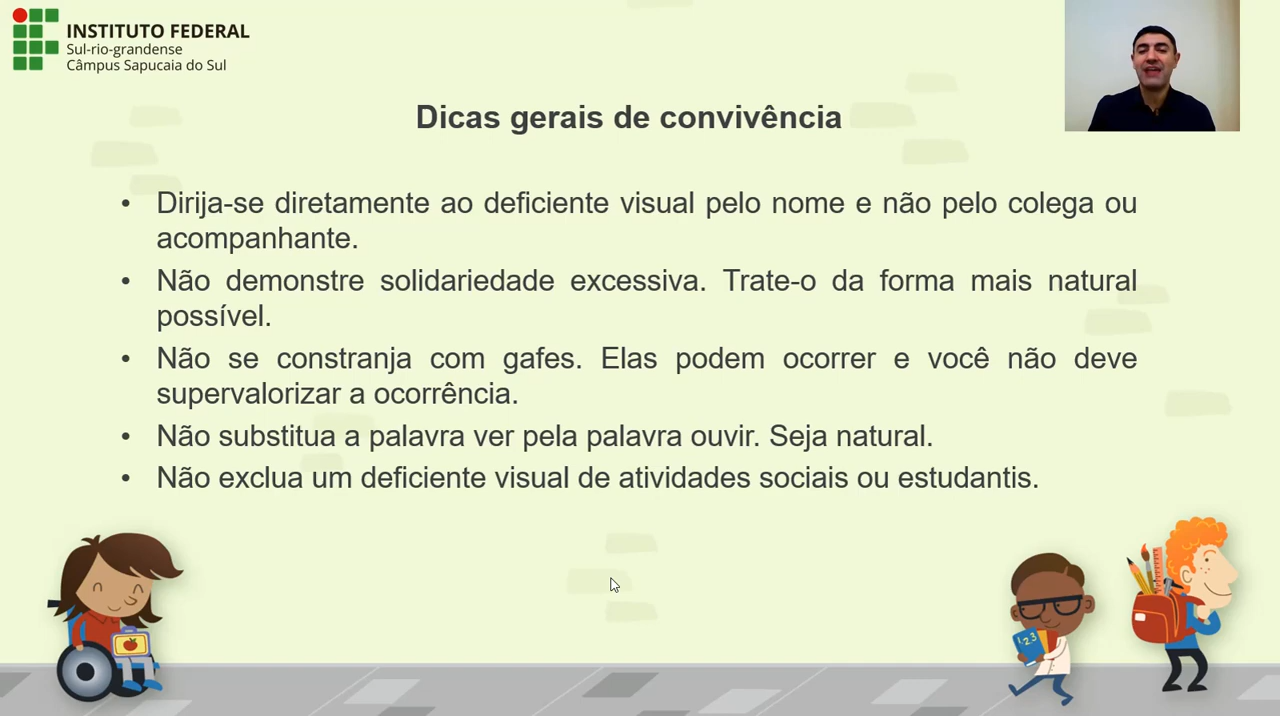 INSTITUTO FEDERAL
Sul-rio-grandense
Câmpus Sapucaia do Sul
Dicas gerais de convivência
• Dirija-se diretamente ao deficiente visual pelo nome e não pelo colega ou
acompanhante.
• Não demonstre solidariedade excessiva. Trate-o da forma mais natural
possível.
• Não se constranja com gafes. Elas podem ocorrer e você não deve
supervalorizar a ocorrência.
• Não substitua a palavra ver pela palavra ouvir. Seja natural.
• Não exclua um deficiente visual de atividades sociais ou estudantis.
123